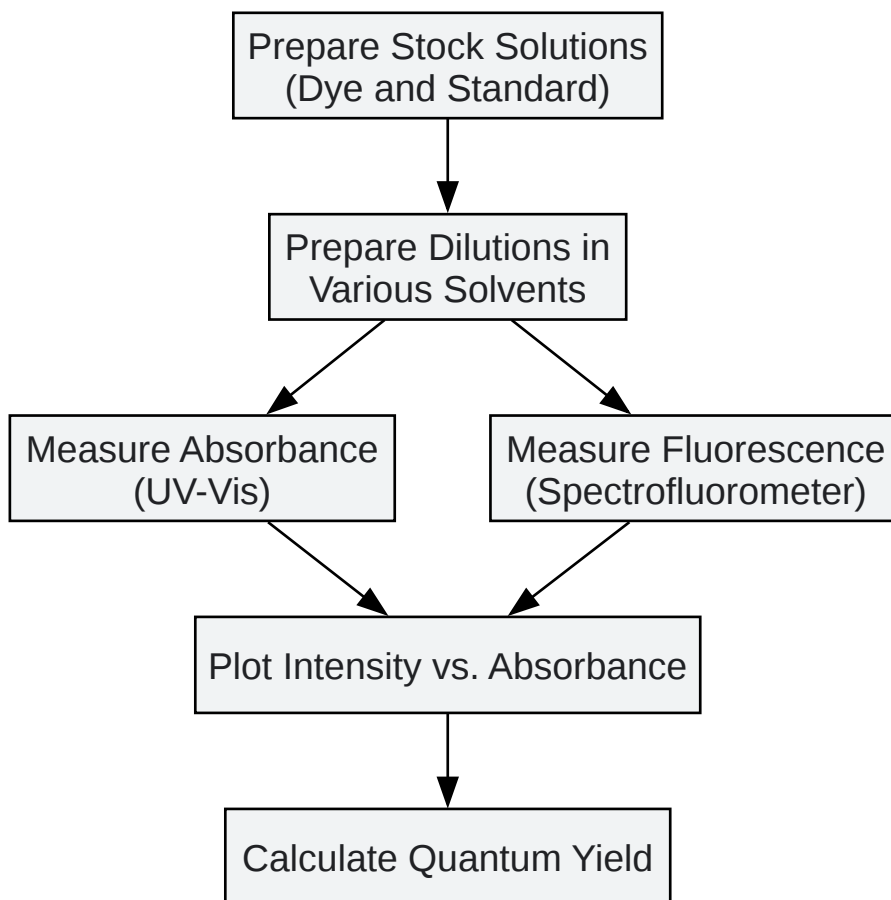 Prepare Stock Solutions
(Dye and Standard)
Prepare Dilutions in
Various Solvents
Measure Absorbance
(UV-Vis)
Measure Fluorescence
(Spectrofluorometer)
Plot Intensity vs. Absorbance
Calculate Quantum Yield